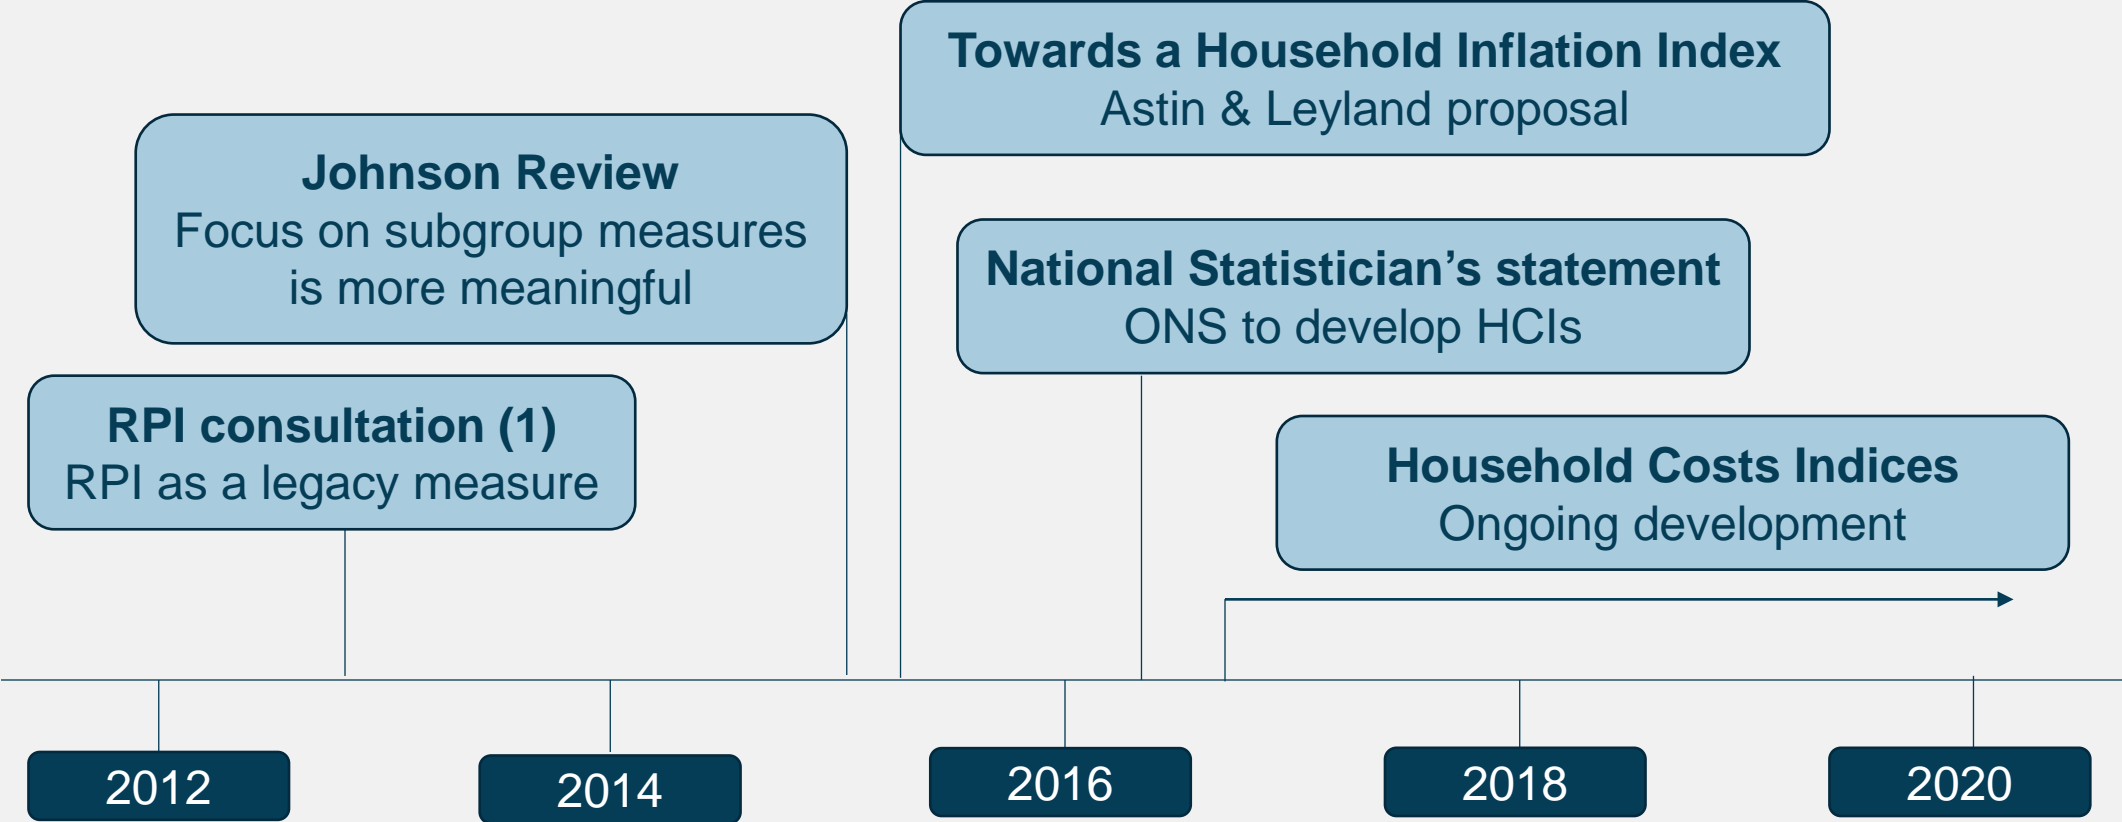 Towards a Household Inflation Index
Astin & Leyland proposal
Johnson Review
Focus on subgroup measures
is more meaningful
National Statistician’s statement
ONS to develop HCIs
RPI consultation (1)
RPI as a legacy measure
Household Costs Indices
Ongoing development
2012
2014
2016
2018
2020